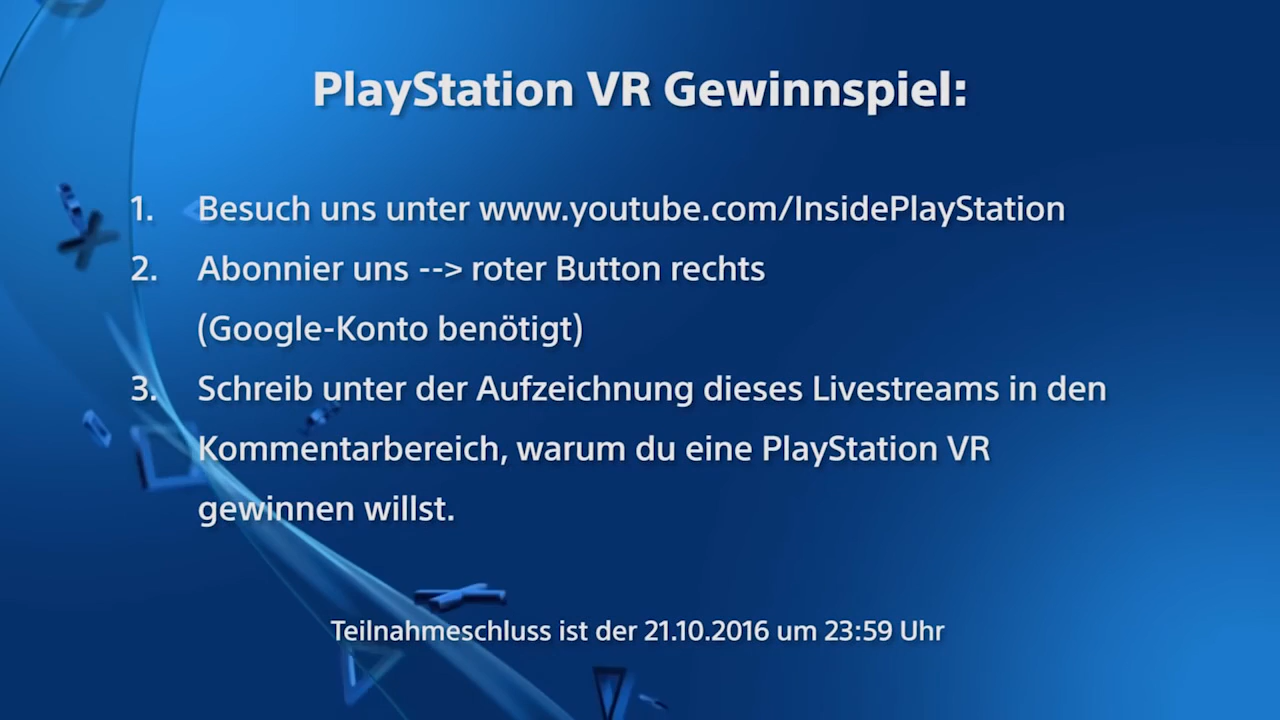 PlayStation VR Gewinnspiel:
1. Besuch uns unter www.youtube.com/InsidePlayStation
2. Abonnier uns --> roter Button rechts
(Google-Konto benötigt)
3. Schreib unter der Aufzeichnung dieses Livestreams in den
Kommentarbereich, warum du eine PlayStation VR
gewinnen willst.
Teilnahmeschluss ist der 21.10.2016 um 23:59 Uhr